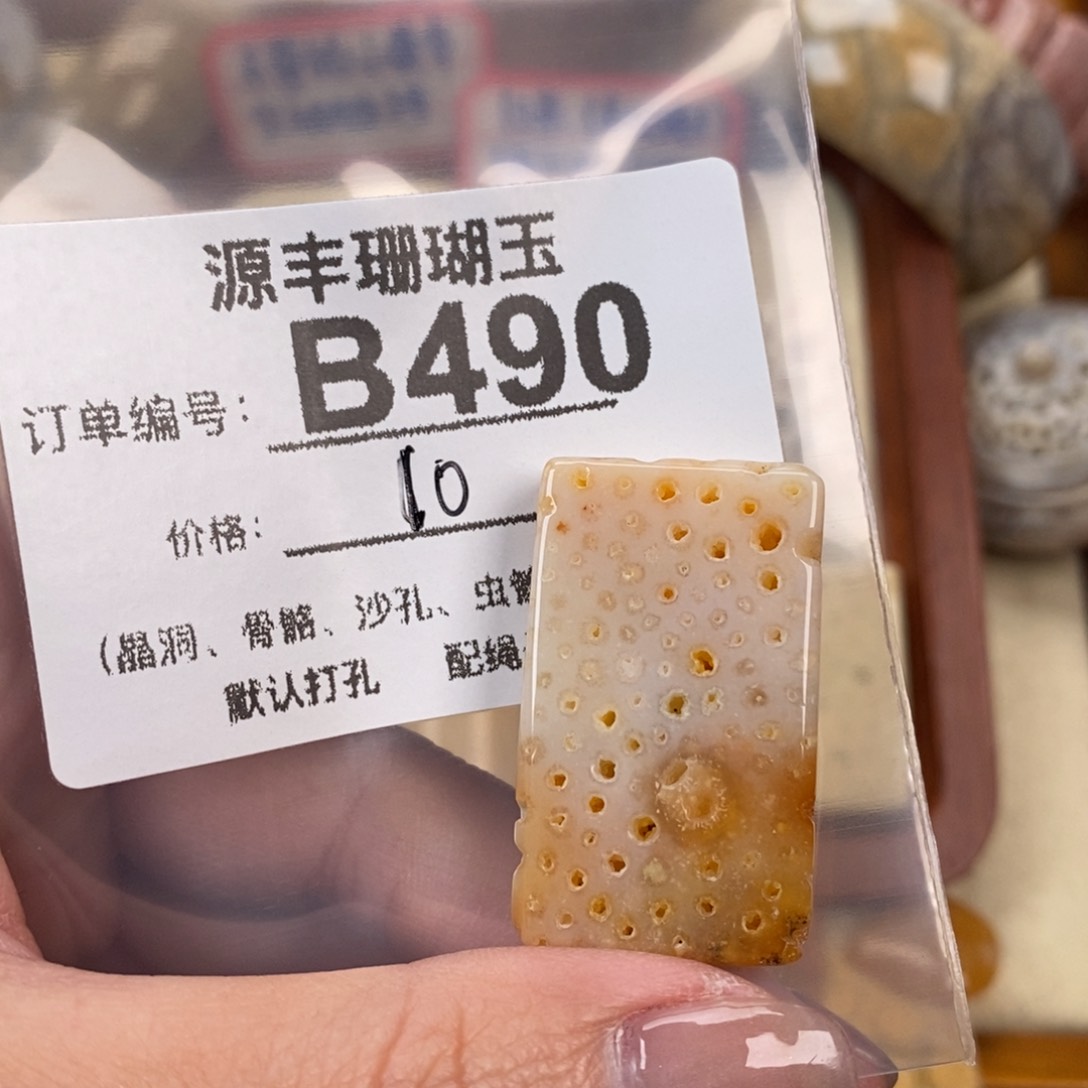 源丰珊瑚玉
订单编号: B490
价格: 10
(晶洞、骨骼、沙孔、虫
默认打孔 配绳